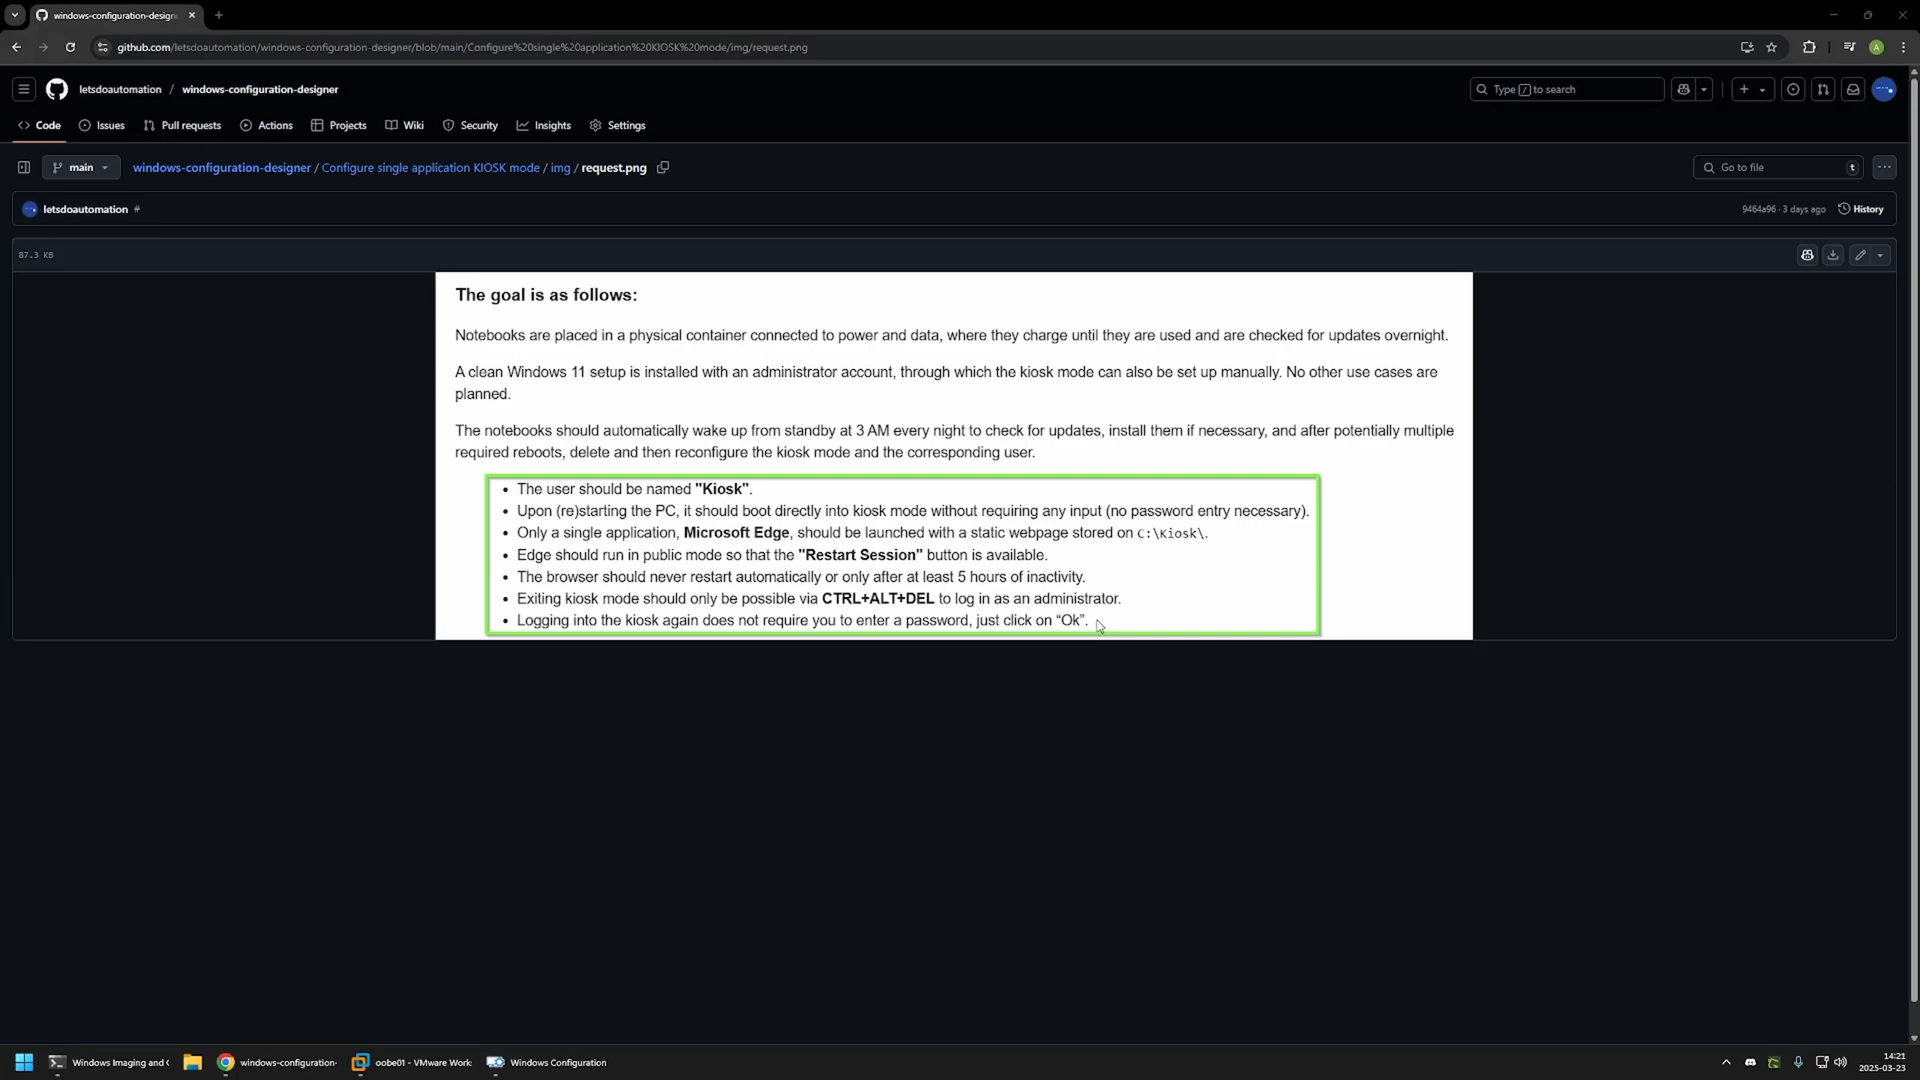 windows-configuration-design
github.com/letsdoautomation/windows-configuration-designer/blob/main/Configure%20single%20application%20KIOSK%20mode/img/request.png
letsdoautomation / windows-configuration-designer
Type / to search
Code Issues Pull requests Actions Projects Wiki Security Insights Settings
main windows-configuration-designer / Configure single application KIOSK mode / img / request.png
Go to file t
letsdoautomation #
9464a96 · 3 days ago History
87.3 KB
The goal is as follows:
Notebooks are placed in a physical container connected to power and data, where they charge until they are used and are checked for updates overnight.
A clean Windows 11 setup is installed with an administrator account, through which the kiosk mode can also be set up manually. No other use cases are
planned.
The notebooks should automatically wake up from standby at 3 AM every night to check for updates, install them if necessary, and after potentially multiple
required reboots, delete and then reconfigure the kiosk mode and the corresponding user.
• The user should be named "Kiosk".
• Upon (re)starting the PC, it should boot directly into kiosk mode without requiring any input (no password entry necessary).
• Only a single application, Microsoft Edge, should be launched with a static webpage stored on C:\Kiosk\.
• Edge should run in public mode so that the "Restart Session" button is available.
• The browser should never restart automatically or only after at least 5 hours of inactivity.
• Exiting kiosk mode should only be possible via CTRL+ALT+DEL to log in as an administrator.
• Logging into the kiosk again does not require you to enter a password, just click on “Ok”.
Windows Imaging and C windows-configuration- oobe01 - VMware Work Windows Configuration
14:21
2025-03-23